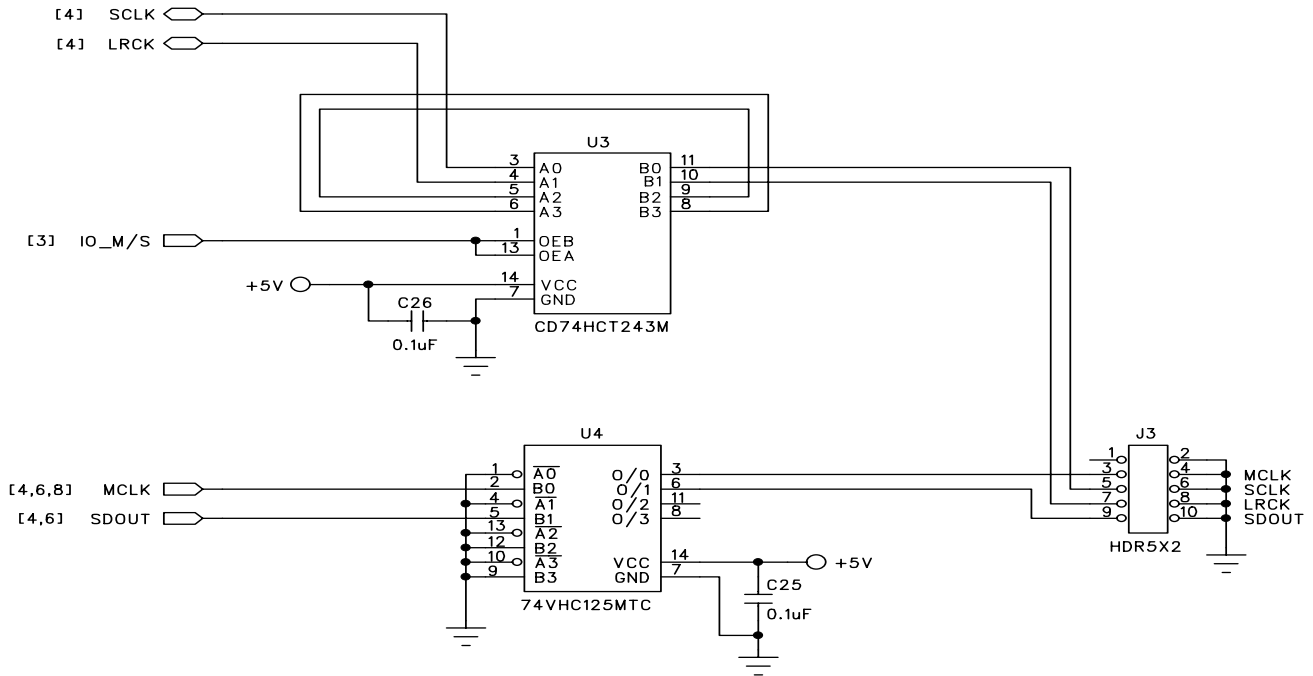 [4] SCLK
[4] LRCK
U3
3 A0 B0 11
4 A1 B1 10
5 A2 B2 9
6 A3 B3 8
[3] IO_M/S
1 OEB
13 OEA
+5V
14 VCC
7 GND
C26
0.1uF
CD74HCT243M
U4
1 A0 O/0 3
[4,6,8] MCLK
2 B0 O/1 6
4 A1 O/2 11
[4,6] SDOUT
5 B1 O/3 8
13 A2
12 B2
10 A3 VCC 14
9 B3 GND 7
+5V
C25
0.1uF
74VHC125MTC
J3
1 2
3 4 MCLK
5 6 SCLK
7 8 LRCK
9 10 SDOUT
HDR5X2